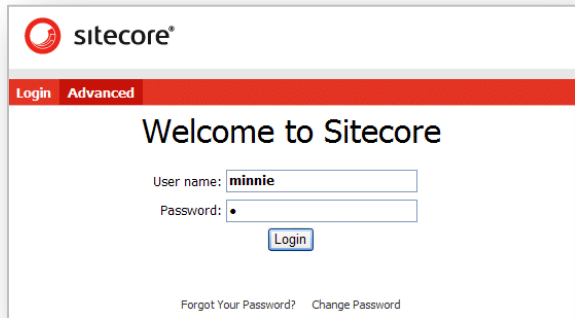 sitecore®
Login Advanced
Welcome to Sitecore
User name: minnie
Password: •
Login
Forgot Your Password? Change Password